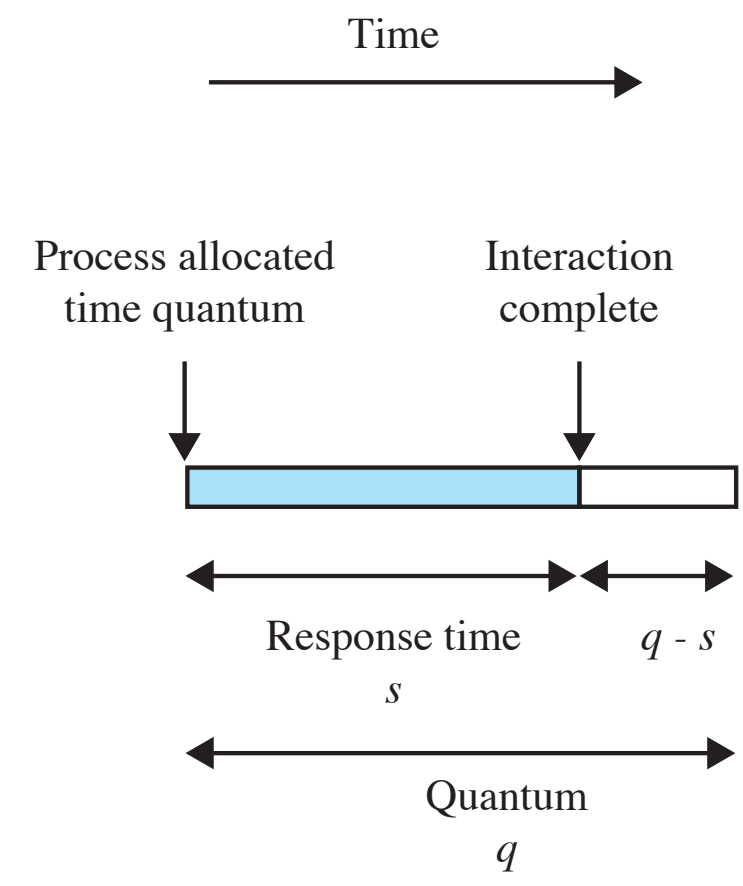 Time
Process allocated
time quantum
Interaction
complete
Response time
s
q - s
Quantum
q